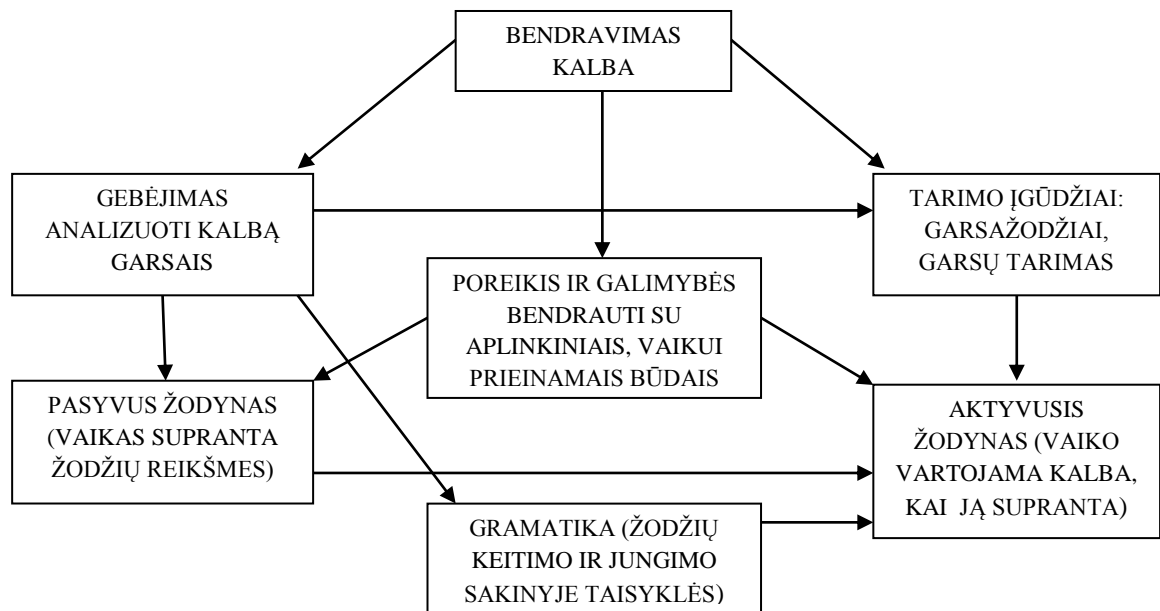 BENDRAVIMAS
KALBA
GEBĖJIMAS
ANALIZUOTI KALBĄ
GARSAIS
TARIMO ĮGŪDŽIAI:
GARSAŽODŽIAI,
GARSŲ TARIMAS
POREIKIS IR GALIMYBĖS
BENDRAUTI SU
APLINKINIAIS, VAIKUI
PRIEINAMAIS BŪDAIS
PASYVUS ŽODYNAS
(VAIKAS SUPRANTA
ŽODŽIŲ REIKŠMES)
AKTYVUSIS
ŽODYNAS (VAIKO
VARTOJAMA KALBA,
KAI JĄ SUPRANTA)
GRAMATIKA (ŽODŽIŲ
KEITIMO IR JUNGIMO
SAKINYJE TAISYKLĖS)